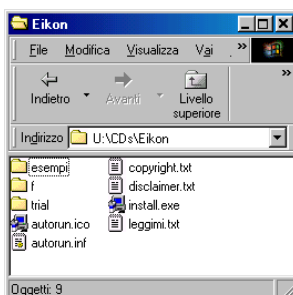 Eikon
File Modifica Visualizza Vai »
Indietro Avanti Livello superiore »
Indirizzo U:\CDs\Eikon
esempi copyright.txt
f disclaimer.txt
trial install.exe
autorun.ico leggimi.txt
autorun.inf
Oggetti: 9